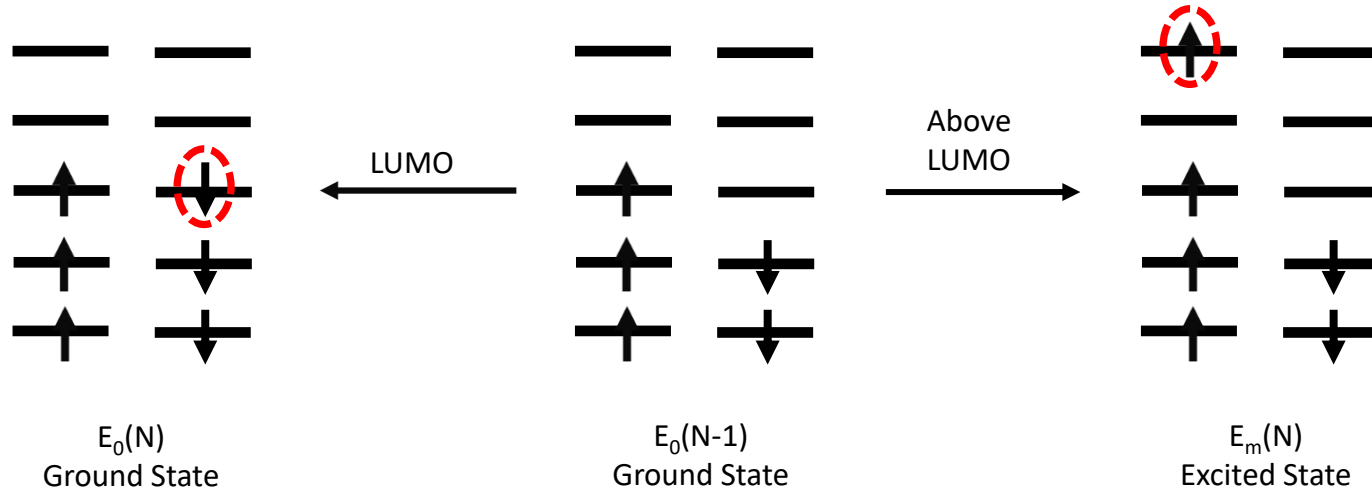 LUMO
Above
LUMO
E₀(N)
Ground State
E₀(N-1)
Ground State
Eₘ(N)
Excited State